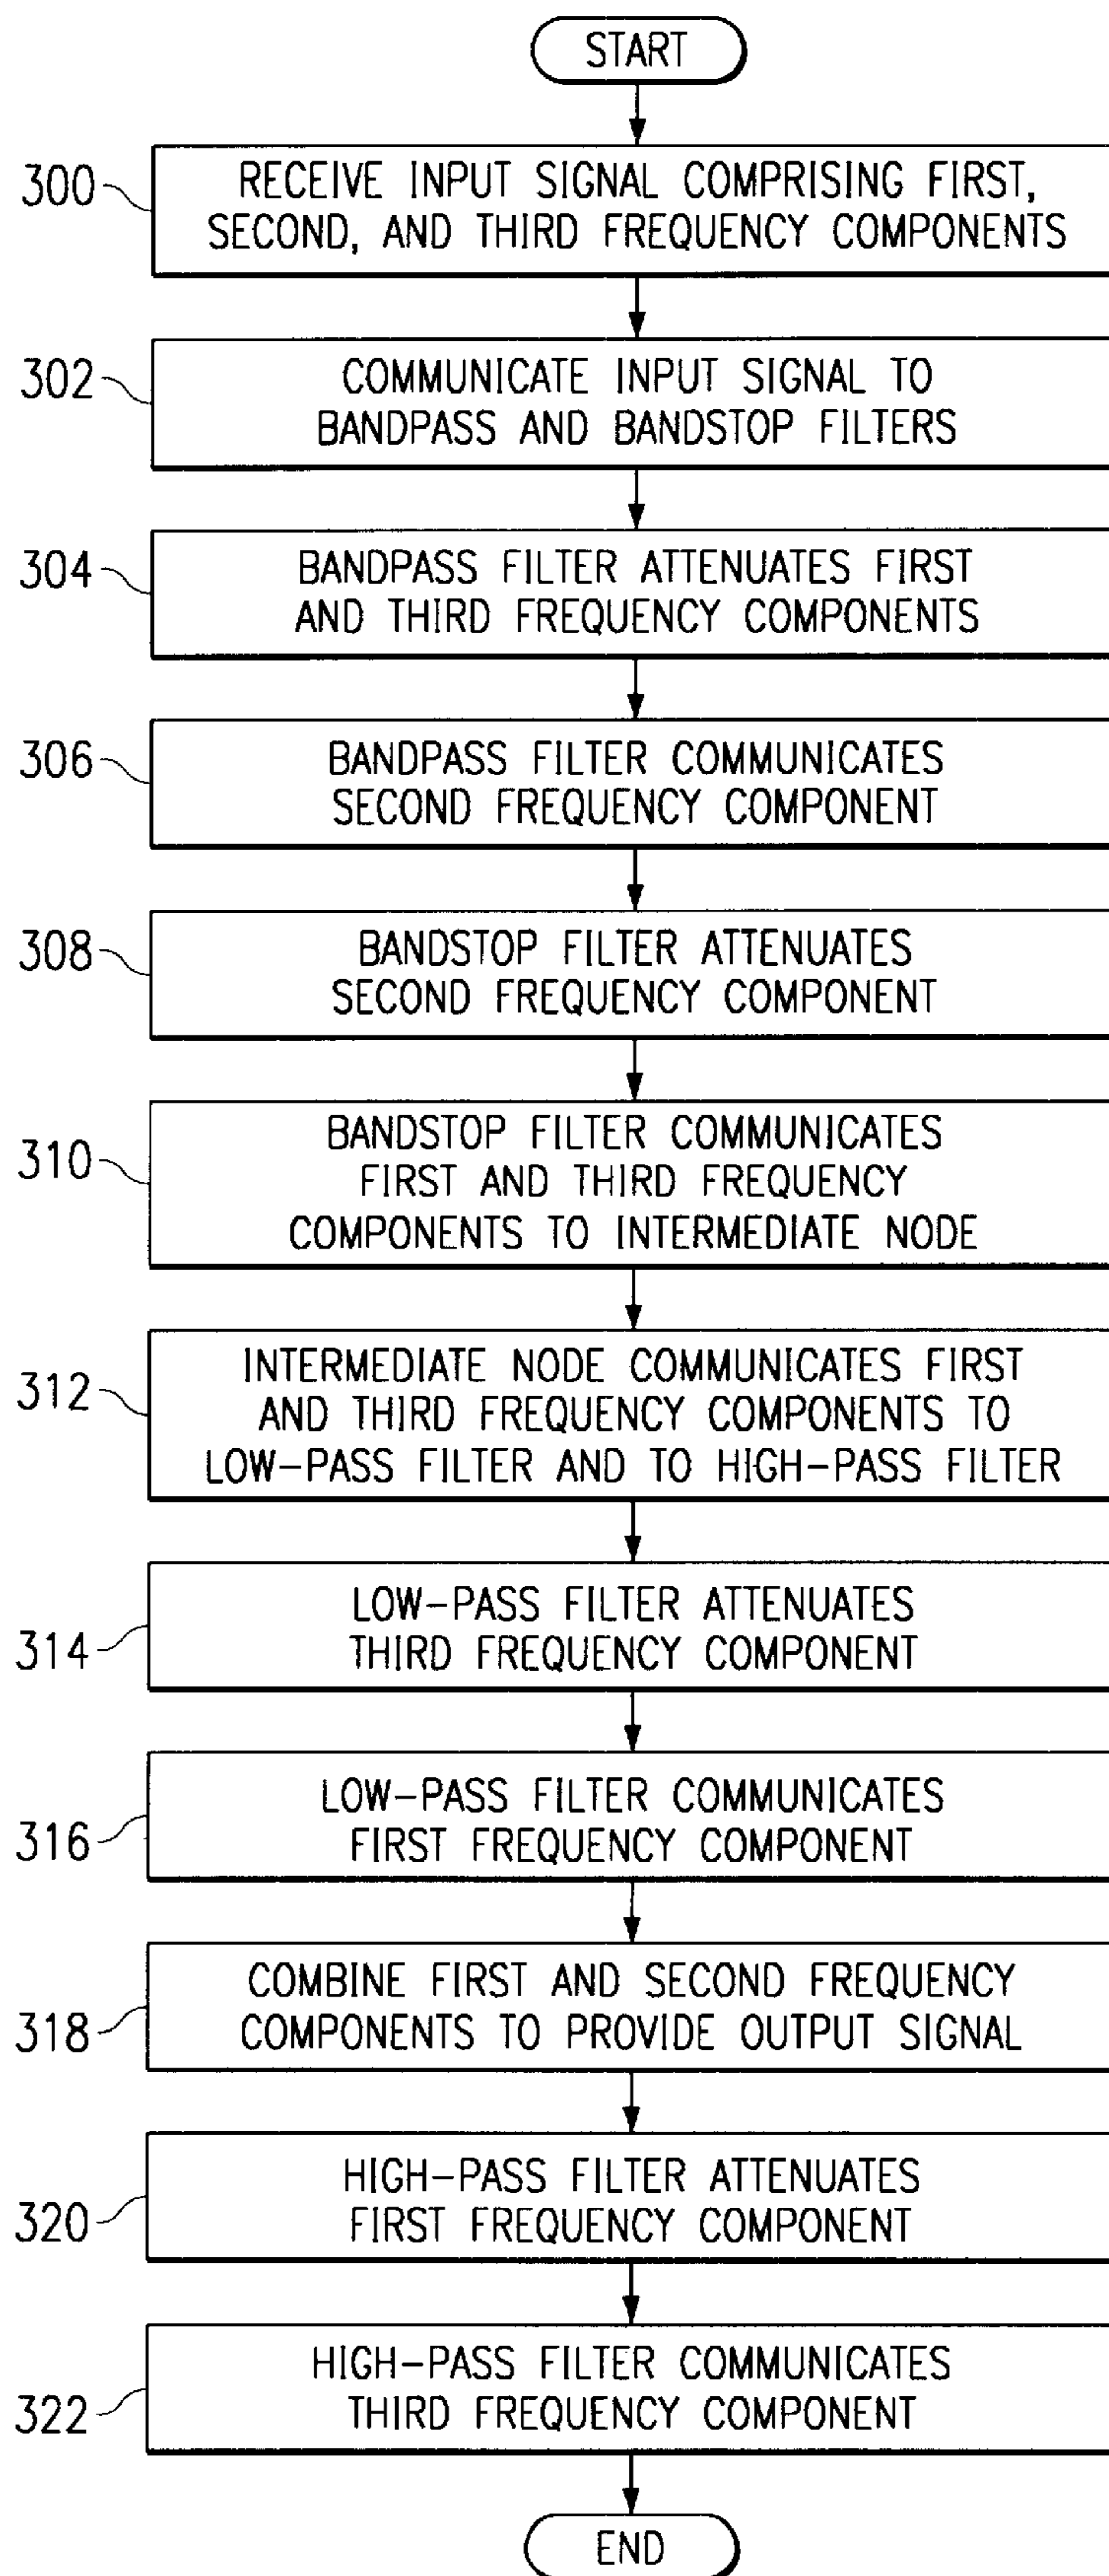 START
300
RECEIVE INPUT SIGNAL COMPRISING FIRST,
SECOND, AND THIRD FREQUENCY COMPONENTS
302
COMMUNICATE INPUT SIGNAL TO
BANDPASS AND BANDSTOP FILTERS
304
BANDPASS FILTER ATTENUATES FIRST
AND THIRD FREQUENCY COMPONENTS
306
BANDPASS FILTER COMMUNICATES
SECOND FREQUENCY COMPONENT
308
BANDSTOP FILTER ATTENUATES
SECOND FREQUENCY COMPONENT
310
BANDSTOP FILTER COMMUNICATES
FIRST AND THIRD FREQUENCY
COMPONENTS TO INTERMEDIATE NODE
312
INTERMEDIATE NODE COMMUNICATES FIRST
AND THIRD FREQUENCY COMPONENTS TO
LOW-PASS FILTER AND TO HIGH-PASS FILTER
314
LOW-PASS FILTER ATTENUATES
THIRD FREQUENCY COMPONENT
316
LOW-PASS FILTER COMMUNICATES
FIRST FREQUENCY COMPONENT
318
COMBINE FIRST AND SECOND FREQUENCY
COMPONENTS TO PROVIDE OUTPUT SIGNAL
320
HIGH-PASS FILTER ATTENUATES
FIRST FREQUENCY COMPONENT
322
HIGH-PASS FILTER COMMUNICATES
THIRD FREQUENCY COMPONENT
END